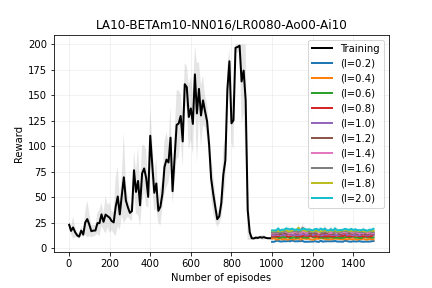 LA10-BETAm10-NN016/LR0080-Ao00-Ai10
200
175
150
125
100
75
50
25
0
Reward
0 200 400 600 800 1000 1200 1400
Number of episodes
Training
(l=0.2)
(l=0.4)
(l=0.6)
(l=0.8)
(l=1.0)
(l=1.2)
(l=1.4)
(l=1.6)
(l=1.8)
(l=2.0)